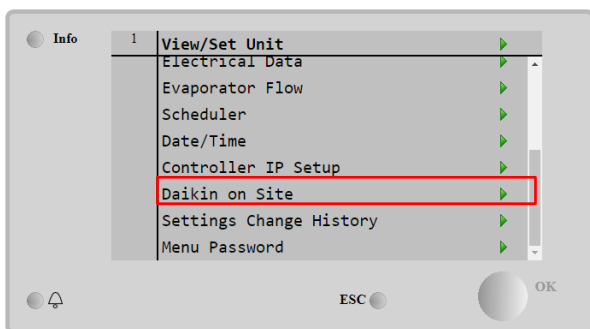 Info
1 View/Set Unit
Electrical Data
Evaporator Flow
Scheduler
Date/Time
Controller IP Setup
Daikin on Site
Settings Change History
Menu Password
ESC
OK